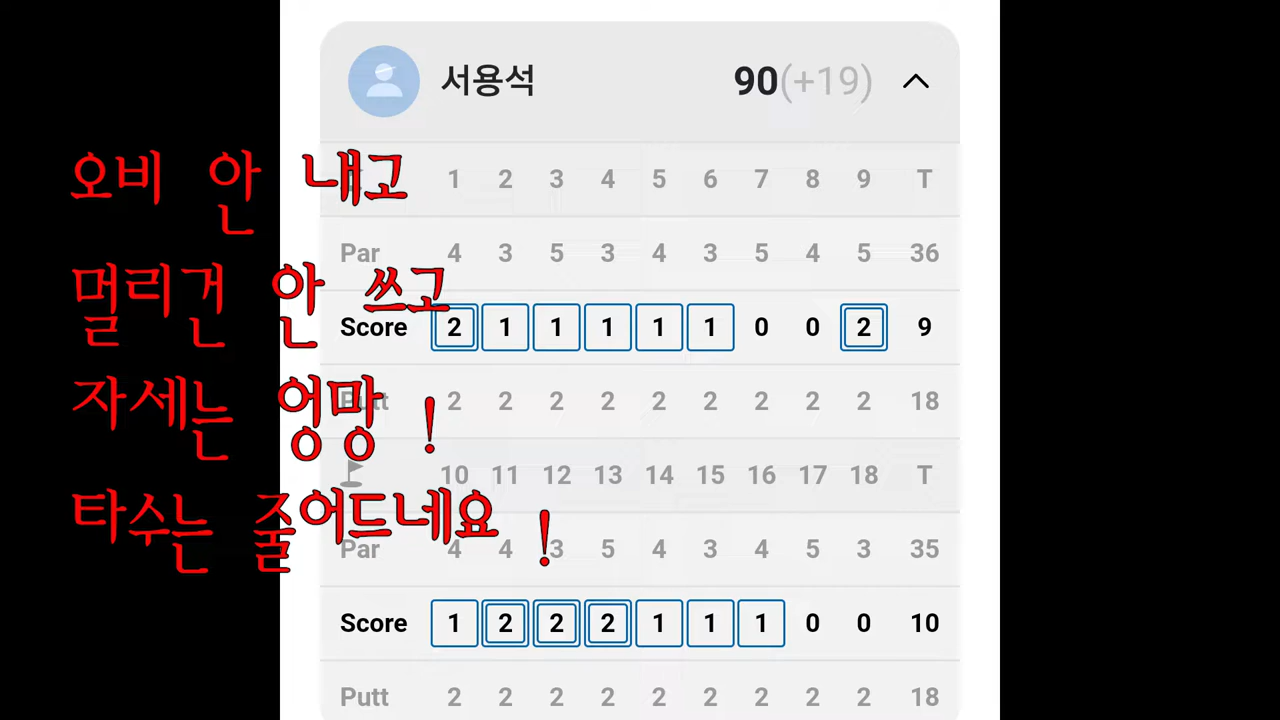 서용석 90(+19)
오비 안 내고
1 2 3 4 5 6 7 8 9 T
Par 4 3 5 3 4 3 5 4 5 36
멀리건 안 쓰고
Score 2 1 1 1 1 1 0 0 2 9
자세는 엉망 !
Putt 2 2 2 2 2 2 2 2 2 18
10 11 12 13 14 15 16 17 18 T
타수는 줄어드네요 !
Par 4 4 3 5 4 3 4 5 3 35
Score 1 2 2 2 1 1 1 0 0 10
Putt 2 2 2 2 2 2 2 2 2 18